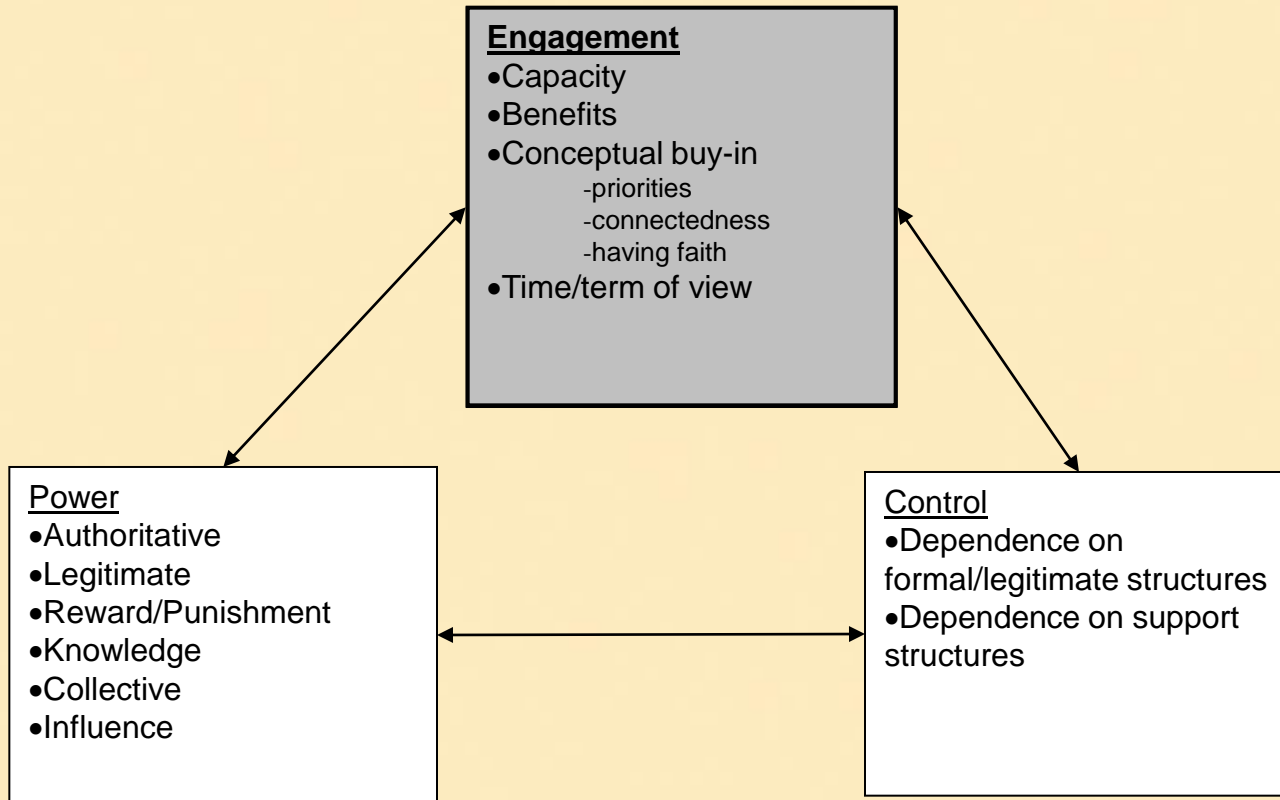 Engagement
•Capacity
•Benefits
•Conceptual buy-in
-priorities
-connectedness
-having faith
•Time/term of view
Power
•Authoritative
•Legitimate
•Reward/Punishment
•Knowledge
•Collective
•Influence
Control
•Dependence on
formal/legitimate structures
•Dependence on support
structures